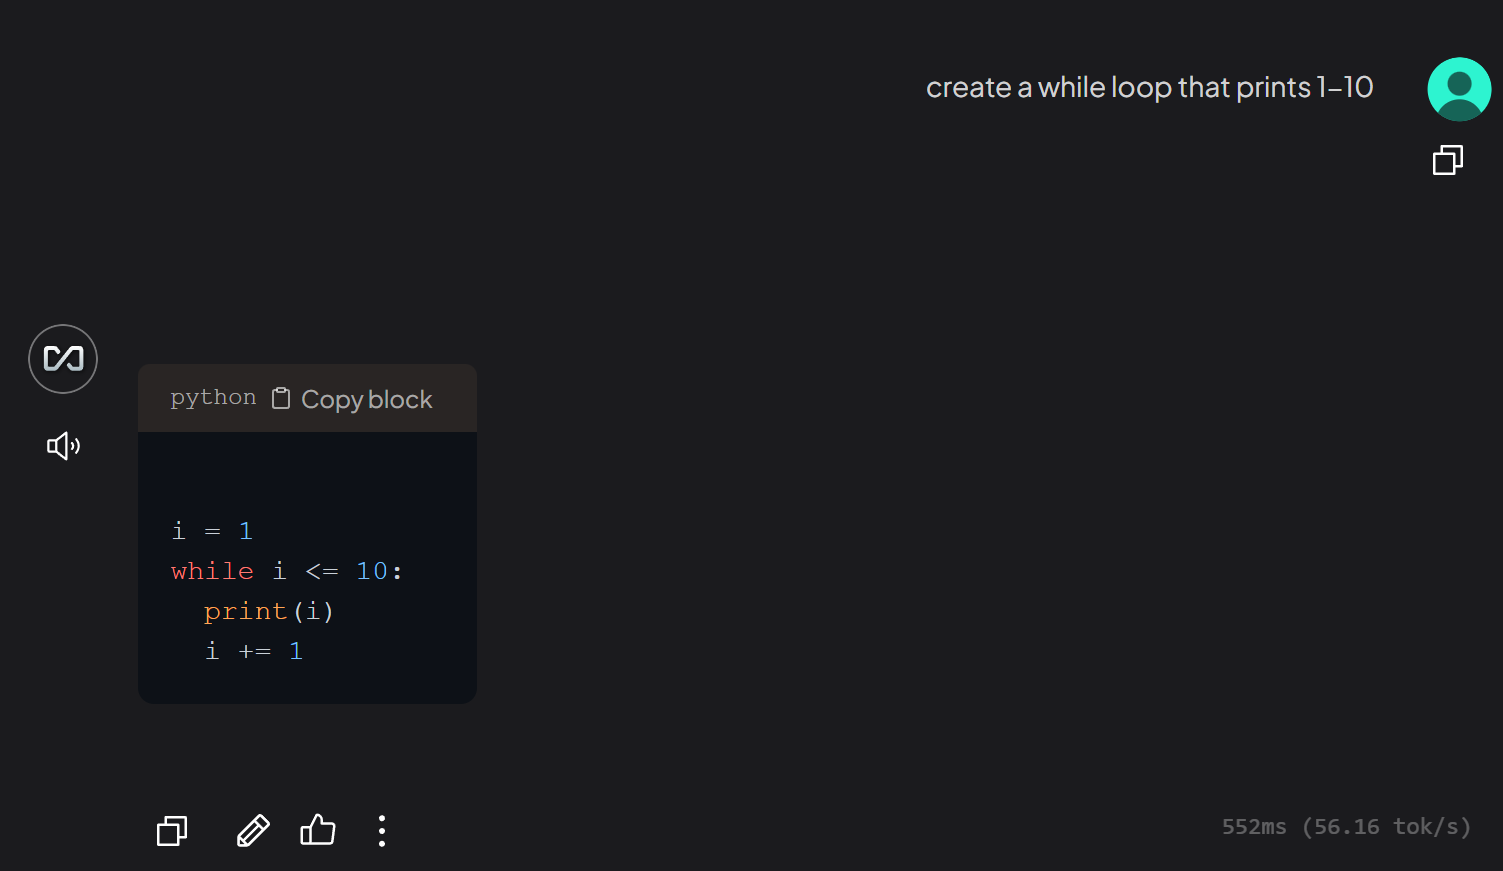 create a while loop that prints 1-10
python Copy block
i = 1
while i <= 10:
  print(i)
  i += 1
552ms (56.16 tok/s)